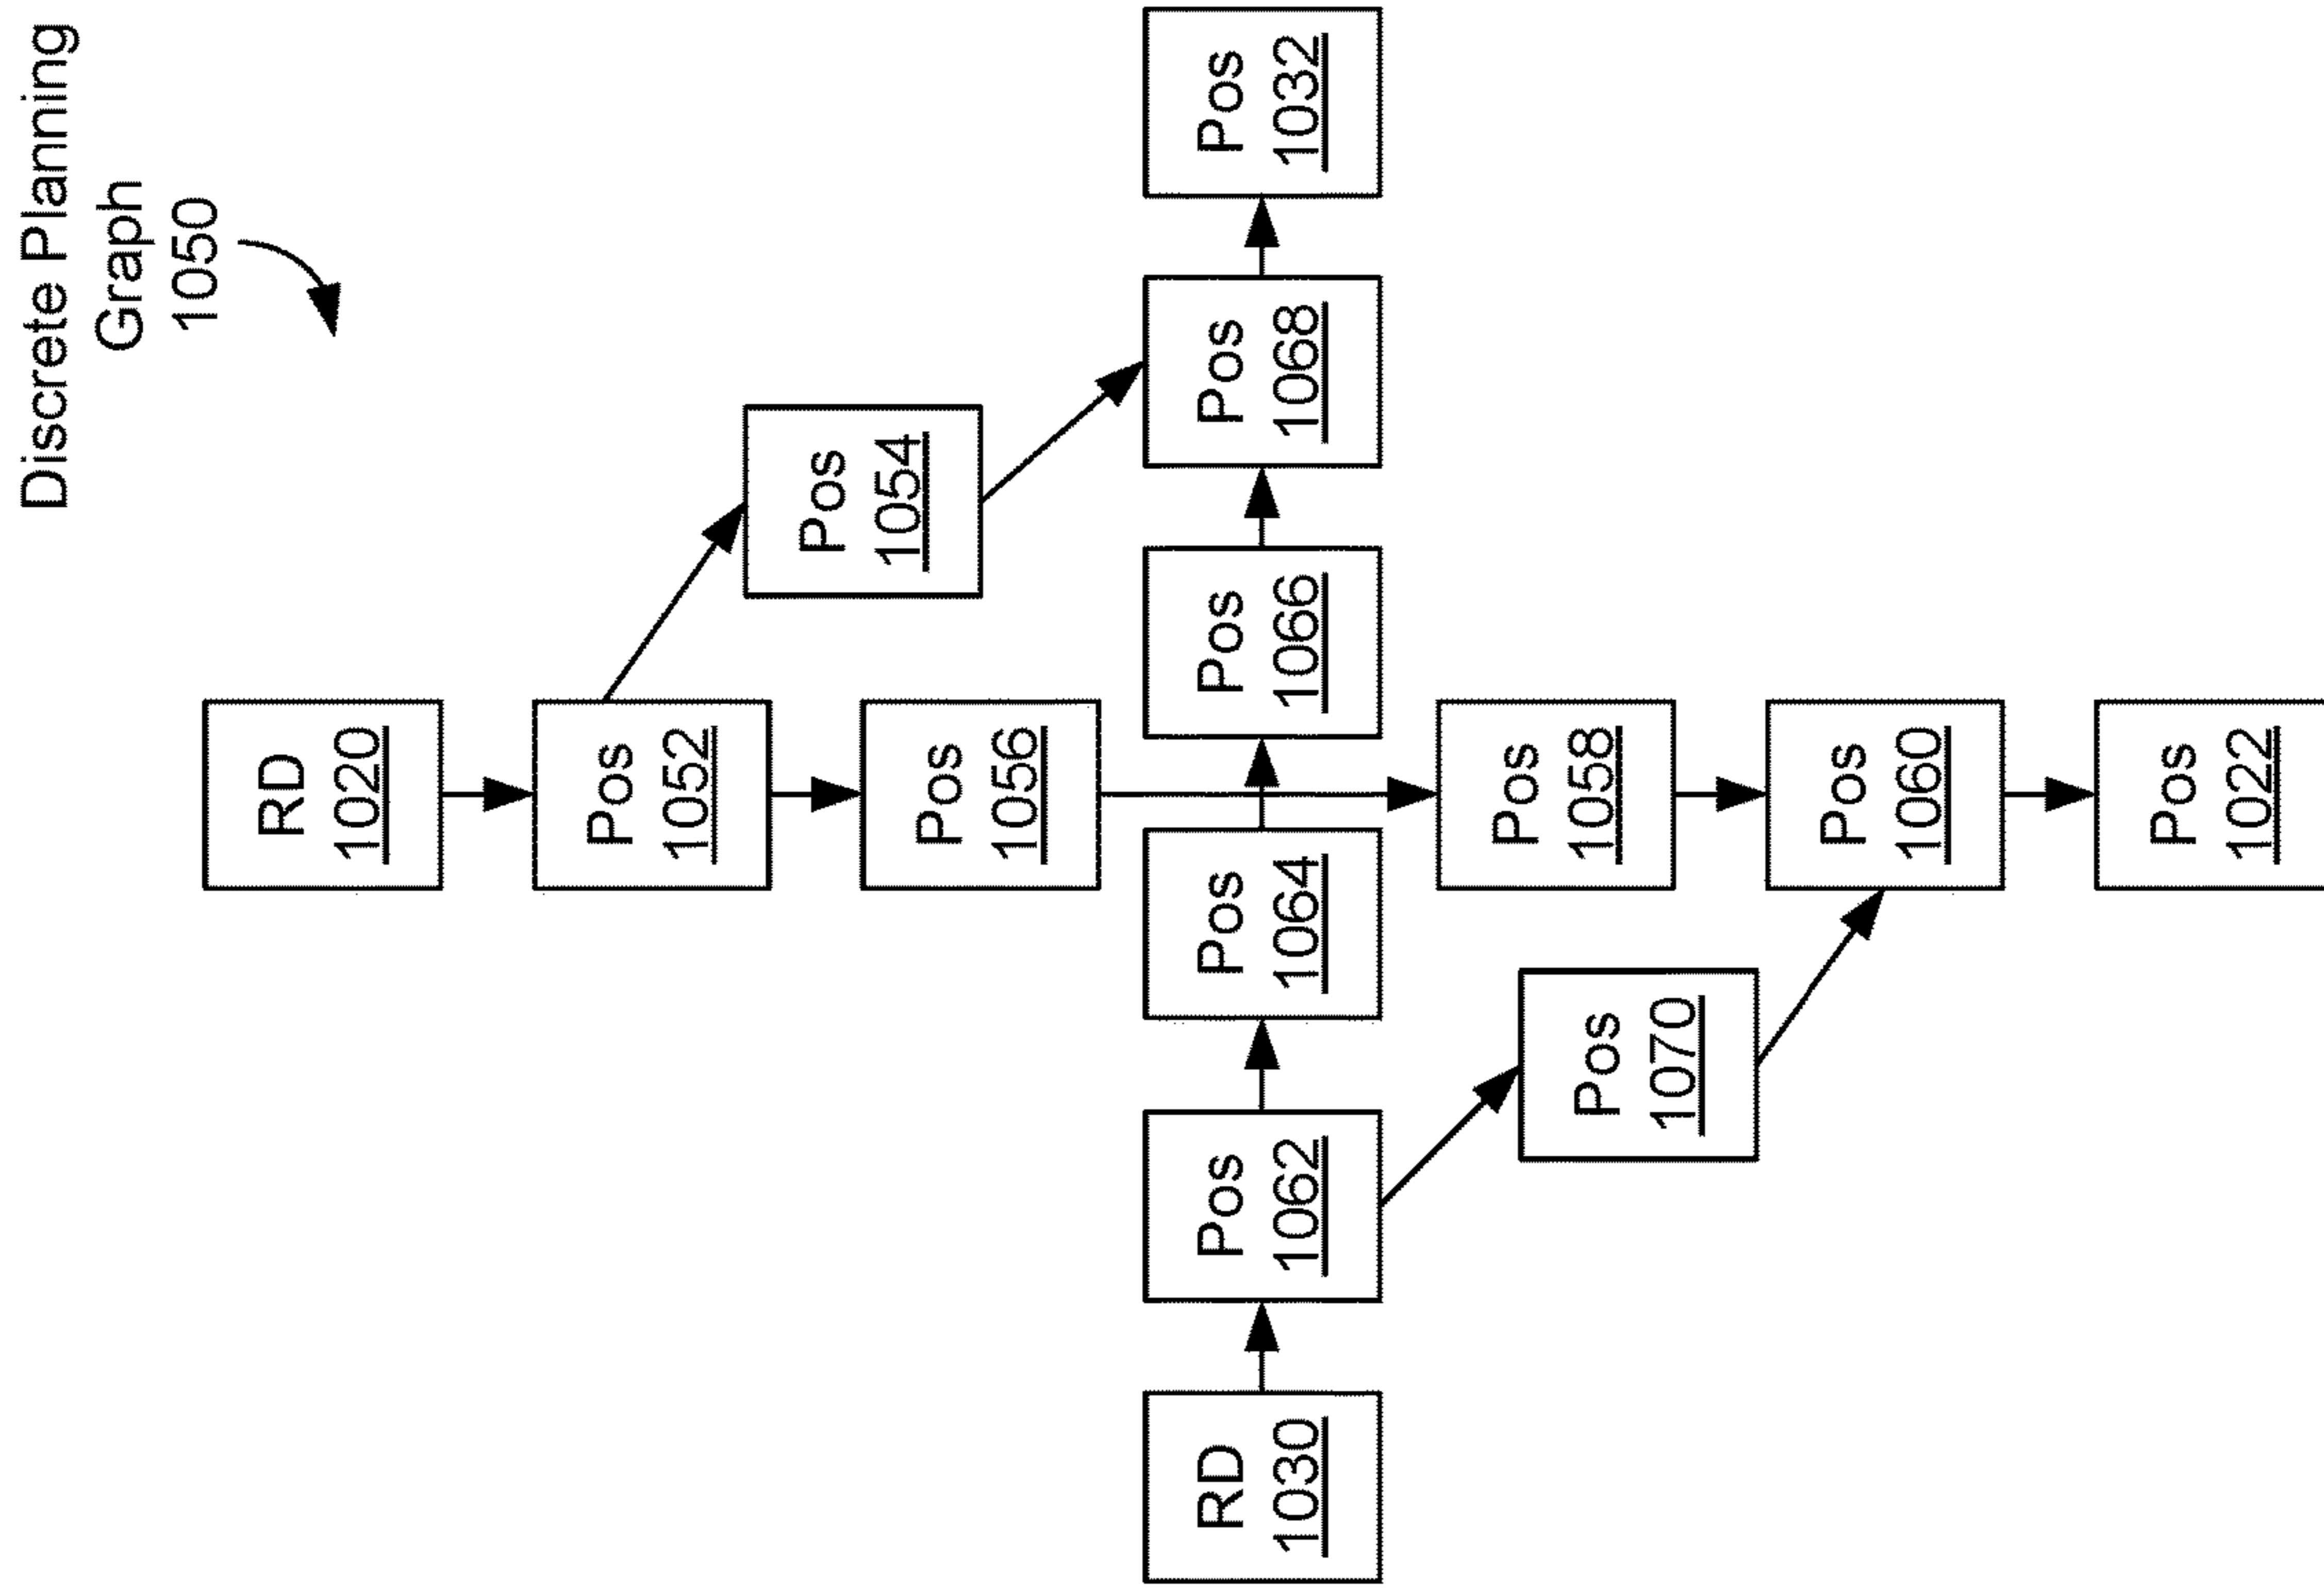 Discrete Planning
Graph
1050
RD
1020
Pos
1052
Pos
1054
Pos
1056
Pos
1058
Pos
1060
Pos
1022
RD
1030
Pos
1062
Pos
1064
Pos
1066
Pos
1068
Pos
1032
Pos
1070